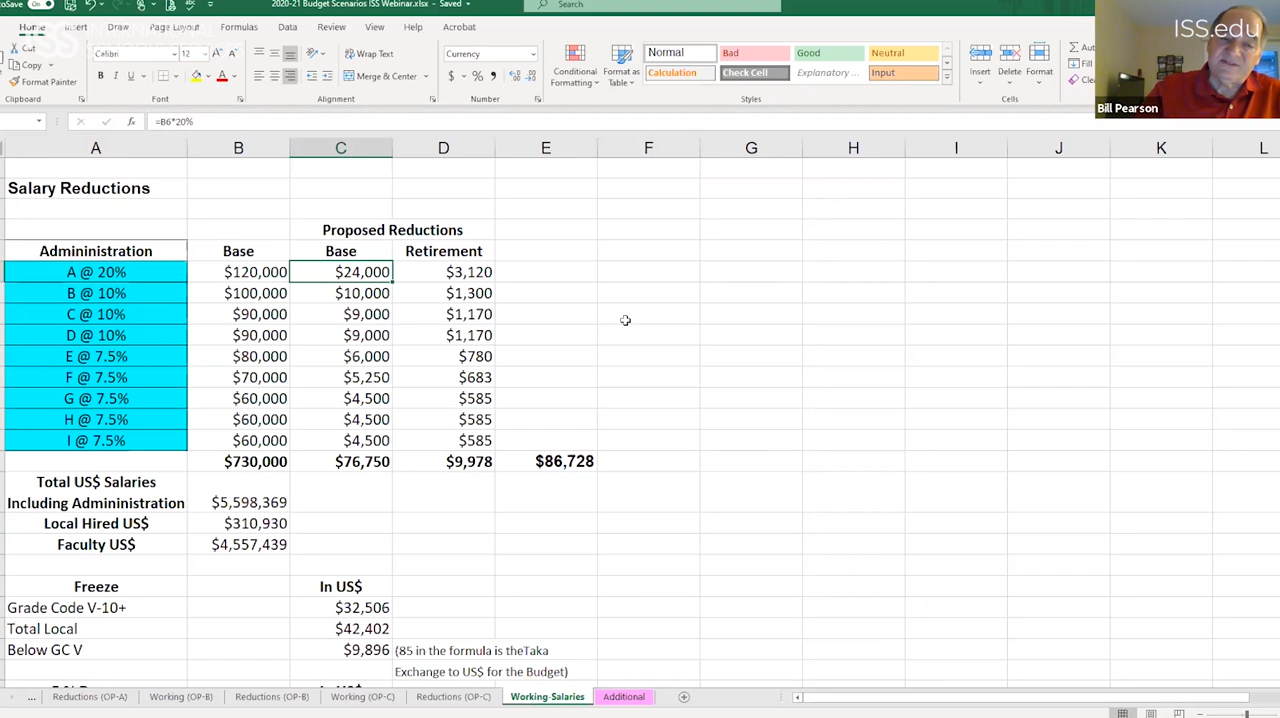 2020-21 Budget Scenarios ISS Webinar.xlsx - Saved
Search
Home Insert Draw Page Layout Formulas Data Review View Help Acrobat
ISS.edu
Cut
Copy
Format Painter
Calibri 12
Wrap Text
Merge & Center
Currency
Conditional Formatting
Format as Table
Normal Bad Good Neutral
Calculation Check Cell Explanatory ... Input
Insert Delete Format
Clipboard Font Alignment Number Styles Cells
Bill Pearson
=B6*20%
A B C D E F G H I J K L
Salary Reductions
Proposed Reductions
Admininistration Base Base Retirement
A @ 20% $120,000 $24,000 $3,120
B @ 10% $100,000 $10,000 $1,300
C @ 10% $90,000 $9,000 $1,170
D @ 10% $90,000 $9,000 $1,170
E @ 7.5% $80,000 $6,000 $780
F @ 7.5% $70,000 $5,250 $683
G @ 7.5% $60,000 $4,500 $585
H @ 7.5% $60,000 $4,500 $585
I @ 7.5% $60,000 $4,500 $585
$730,000 $76,750 $9,978 $86,728
Total US$ Salaries
Including Admininistration $5,598,369
Local Hired US$ $310,930
Faculty US$ $4,557,439
Freeze In US$
Grade Code V-10+ $32,506
Total Local $42,402
Below GC V $9,896 (85 in the formula is theTaka
Exchange to US$ for the Budget)
... Reductions (OP-A) Working (OP-B) Reductions (OP-B) Working (OP-C) Reductions (OP-C) Working-Salaries Additional